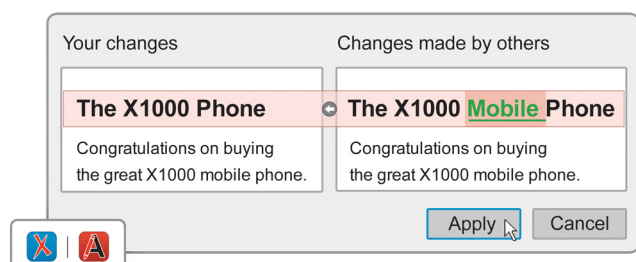 Your changes
Changes made by others
The X1000 Phone
The X1000 Mobile Phone
Congratulations on buying
the great X1000 mobile phone.
Congratulations on buying
the great X1000 mobile phone.
Apply
Cancel
X
A